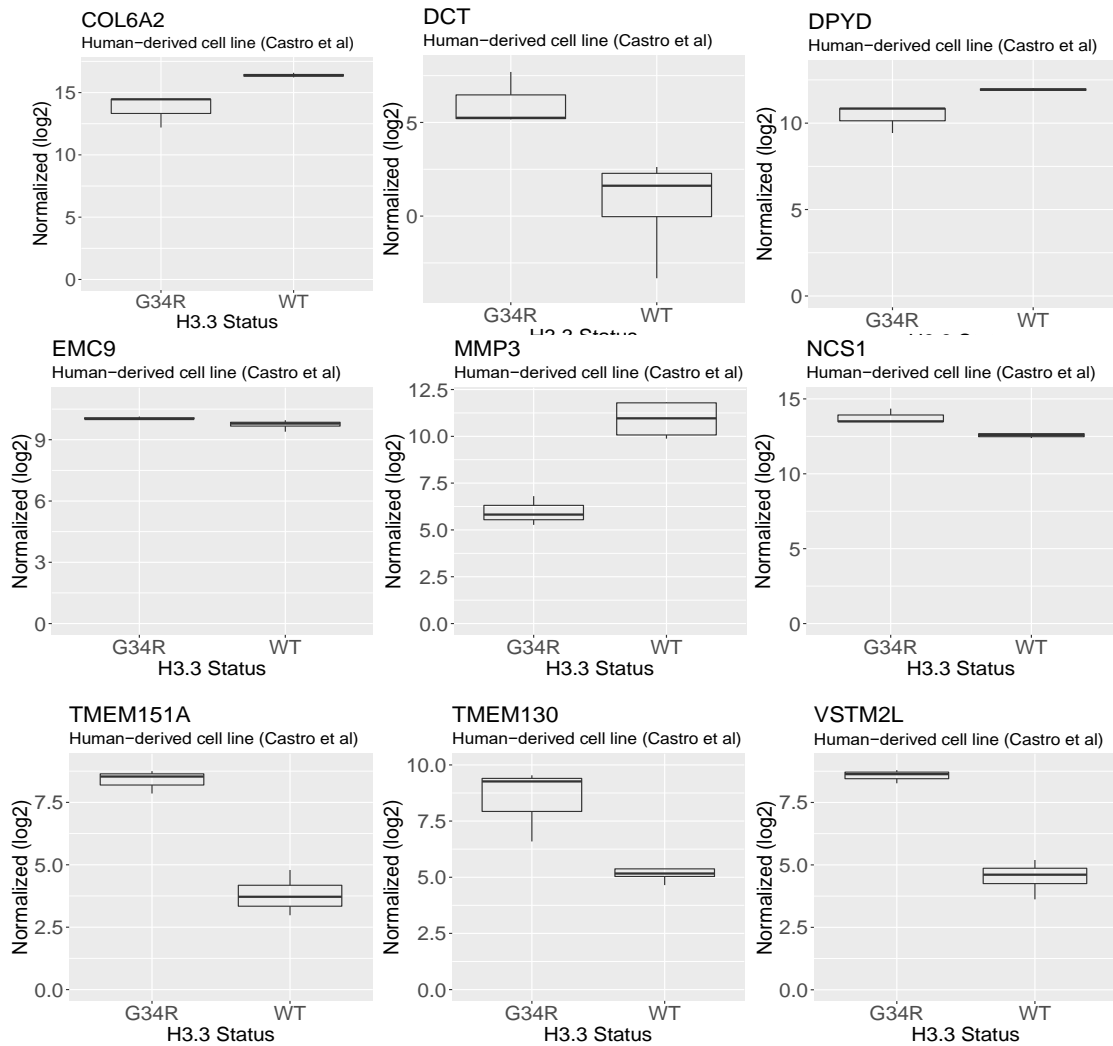 COL6A2
Human−derived cell line (Castro et al)
Normalized (log2)
15
10
5
0
G34R WT
H3.3 Status
DCT
Human−derived cell line (Castro et al)
Normalized (log2)
5
0
G34R WT
H3.3 Status
DPYD
Human−derived cell line (Castro et al)
Normalized (log2)
10
5
0
G34R WT
EMC9
Human−derived cell line (Castro et al)
Normalized (log2)
9
6
3
0
G34R WT
H3.3 Status
MMP3
Human−derived cell line (Castro et al)
Normalized (log2)
12.5
10.0
7.5
5.0
2.5
0.0
G34R WT
H3.3 Status
NCS1
Human−derived cell line (Castro et al)
Normalized (log2)
15
10
5
0
G34R WT
H3.3 Status
TMEM151A
Human−derived cell line (Castro et al)
Normalized (log2)
7.5
5.0
2.5
0.0
G34R WT
H3.3 Status
TMEM130
Human−derived cell line (Castro et al)
Normalized (log2)
10.0
7.5
5.0
2.5
0.0
G34R WT
H3.3 Status
VSTM2L
Human−derived cell line (Castro et al)
Normalized (log2)
7.5
5.0
2.5
0.0
G34R WT
H3.3 Status